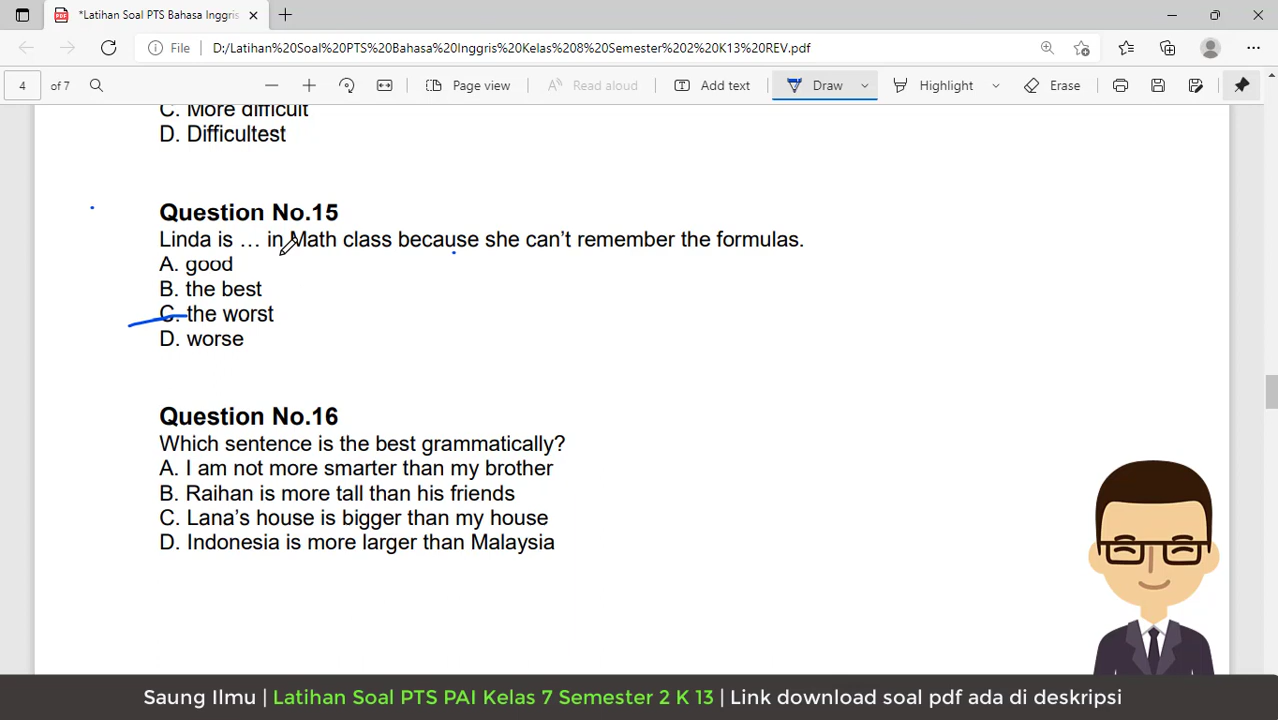 *Latihan Soal PTS Bahasa Inggris
File D:/Latihan%20Soal%20PTS%20Bahasa%20Inggris%20Kelas%208%20Semester%202%20K13%20REV.pdf
4 of 7 Page view Read aloud Add text Draw Highlight Erase
C. More difficult
D. Difficultest
Question No.15
Linda is … in Math class because she can’t remember the formulas.
A. good
B. the best
C. the worst
D. worse
Question No.16
Which sentence is the best grammatically?
A. I am not more smarter than my brother
B. Raihan is more tall than his friends
C. Lana’s house is bigger than my house
D. Indonesia is more larger than Malaysia
Saung Ilmu | Latihan Soal PTS PAI Kelas 7 Semester 2 K 13 | Link download soal pdf ada di deskripsi